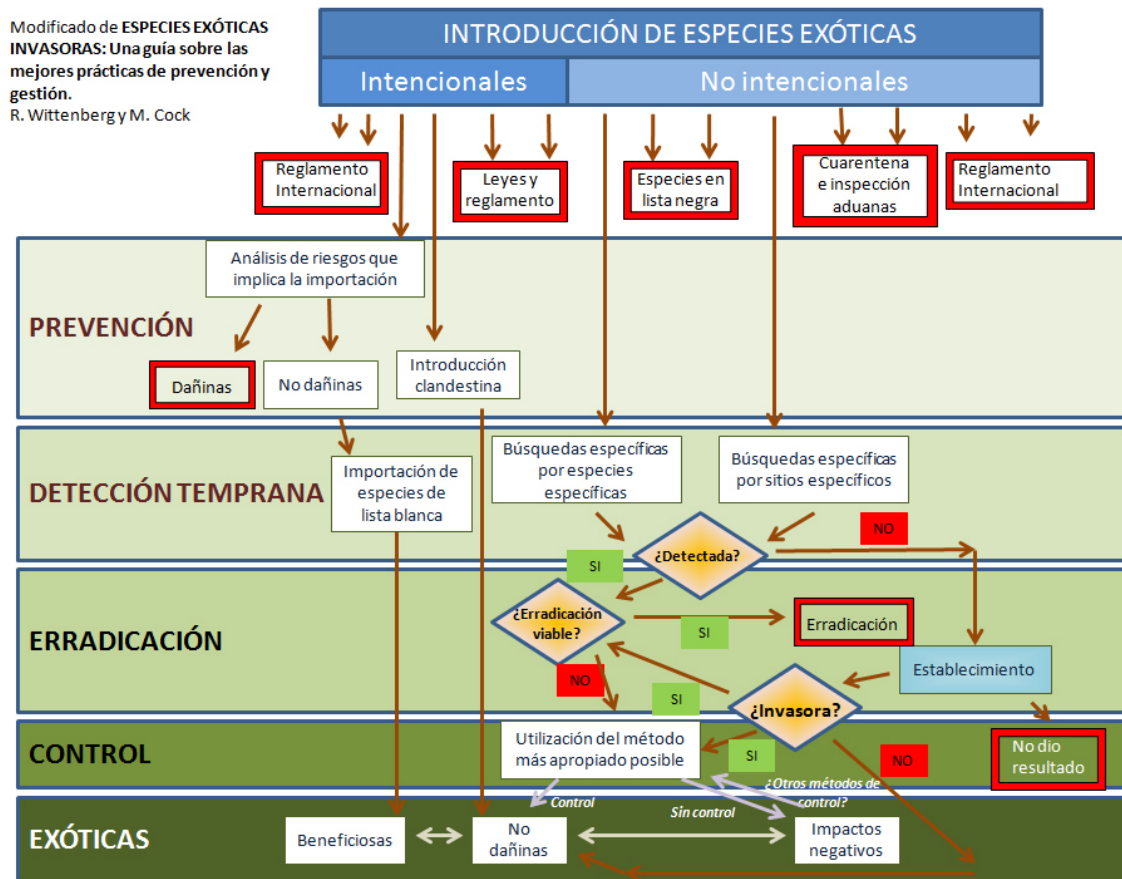 Modificado de ESPECIES EXÓTICAS
INVASORAS: Una guía sobre las
mejores prácticas de prevención y
gestión.
R. Wittenberg y M. Cock
INTRODUCCIÓN DE ESPECIES EXÓTICAS
Intencionales
No intencionales
Reglamento
Internacional
Leyes y
reglamento
Especies en
lista negra
Cuarentena
e inspección
aduanas
Reglamento
Internacional
PREVENCIÓN
Análisis de riesgos que
implica la importación
Dañinas
No dañinas
Introducción
clandestina
DETECCIÓN TEMPRANA
Importación de
especies de
lista blanca
Búsquedas específicas
por especies
específicas
Búsquedas específicas
por sitios específicos
¿Detectada?
NO
SI
ERRADICACIÓN
¿Erradicación
viable?
SI
Erradicación
NO
SI
Establecimiento
¿Invasora?
CONTROL
Utilización del método
más apropiado posible
SI
NO
No dio
resultado
¿Otros métodos de
control?
Control
Sin control
EXÓTICAS
Beneficiosas
No
dañinas
Impactos
negativos